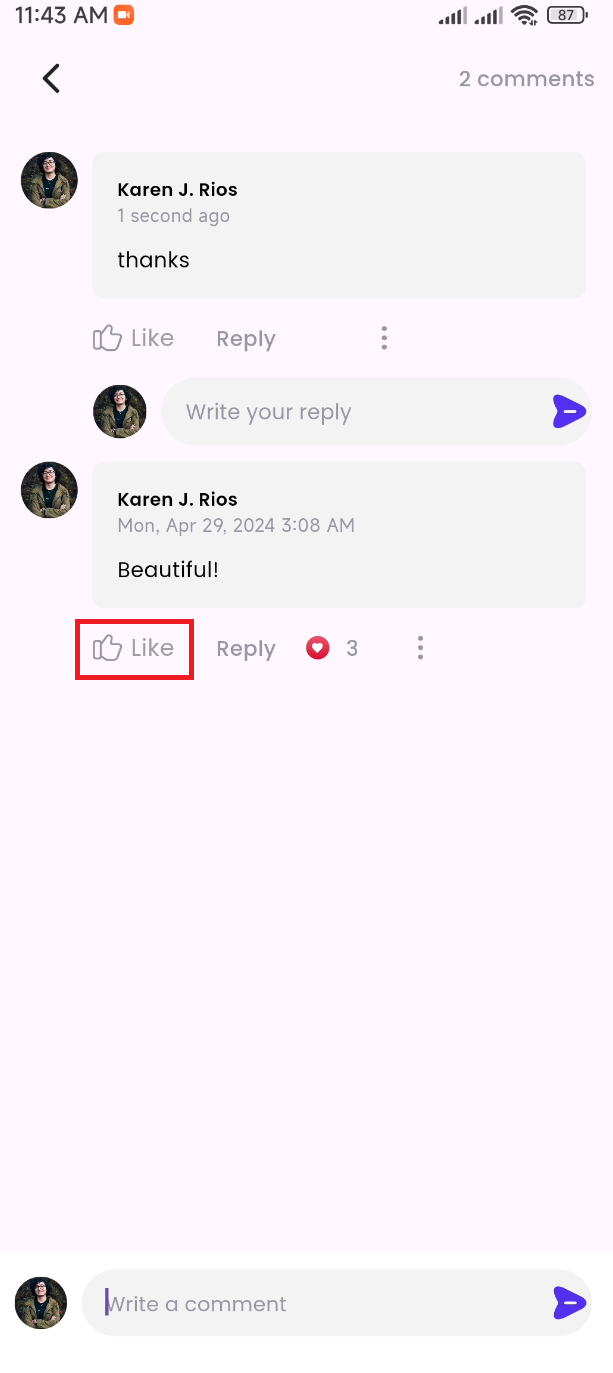 11:43 AM 87
2 comments
Karen J. Rios
1 second ago
thanks
Like Reply
Write your reply
Karen J. Rios
Mon, Apr 29, 2024 3:08 AM
Beautiful!
Like Reply 3
Write a comment